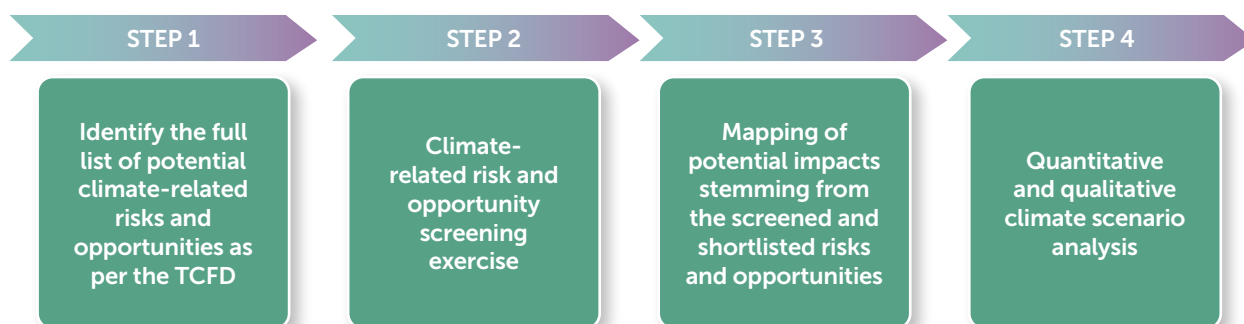 STEP 1
Identify the full
list of potential
climate-related
risks and
opportunities as
per the TCFD
STEP 2
Climate-
related risk and
opportunity
screening
exercise
STEP 3
Mapping of
potential impacts
stemming from
the screened and
shortlisted risks
and opportunities
STEP 4
Quantitative
and qualitative
climate scenario
analysis